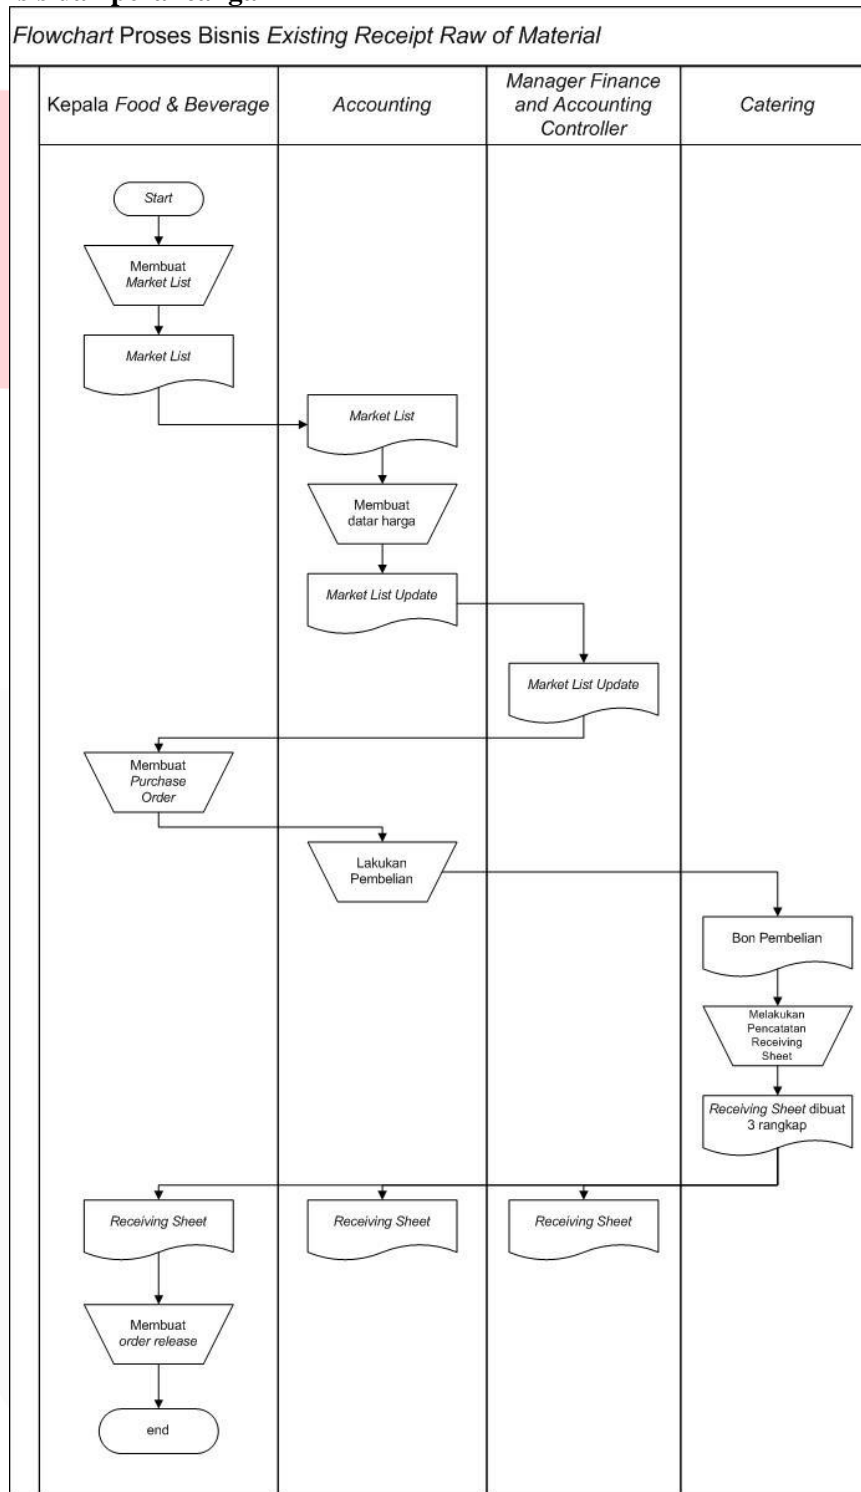 Flowchart Proses Bisnis Existing Receipt Raw of Material
Kepala Food & Beverage
Accounting
Manager Finance
and Accounting
Controller
Catering
Start
Membuat
Market List
Market List
Market List
Membuat
datar harga
Market List Update
Market List Update
Membuat
Purchase
Order
Lakukan
Pembelian
Bon Pembelian
Melakukan
Pencatatan
Receiving
Sheet
Receiving Sheet dibuat
3 rangkap
Receiving Sheet
Receiving Sheet
Receiving Sheet
Membuat
order release
end